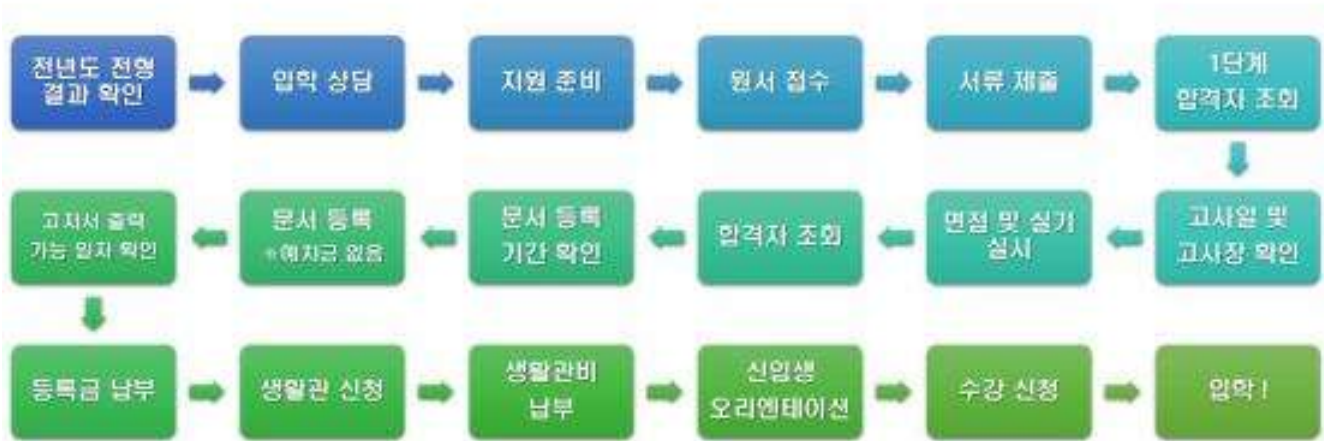 전년도 전형
결과 확인
입학 상담
지원 준비
원서 접수
서류 제출
1단계
합격자 조회
고사일 및
고사장 확인
면접 및 실기
실시
합격자 조회
문서 등록
기간 확인
문서 등록
*예치금 없음
고지서 출력
가능 일자 확인
등록금 납부
생활관 신청
생활관비
납부
신입생
오리엔테이션
수강 신청
입학!